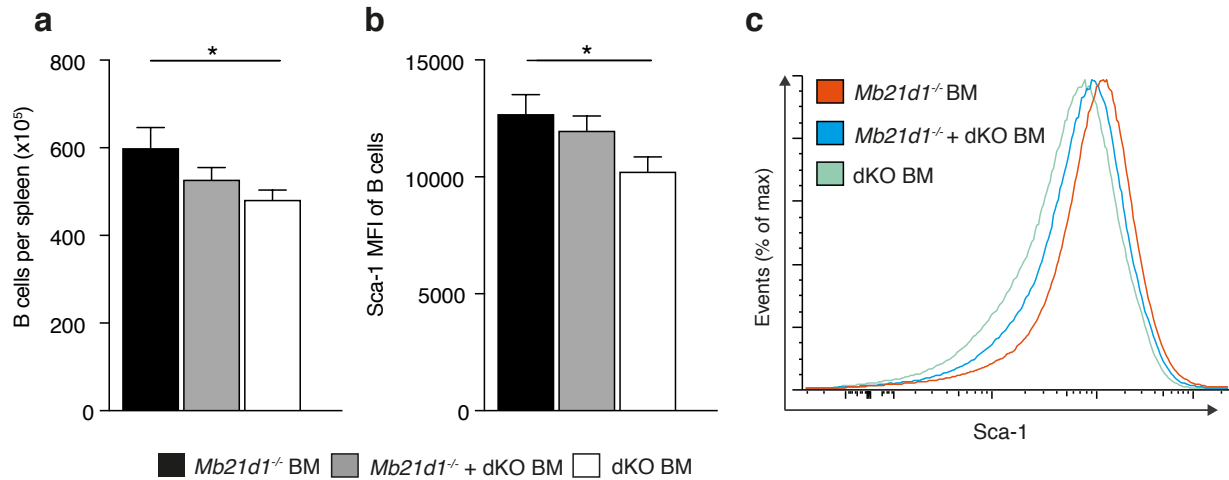 a
b
c
800
600
400
200
0
B cells per spleen (x10⁵)
*
15000
10000
5000
0
Sca-1 MFI of B cells
*
Mb21d1⁻/⁻ BM
Mb21d1⁻/⁻ + dKO BM
dKO BM
Events (% of max)
Sca-1
Mb21d1⁻/⁻ BM Mb21d1⁻/⁻ + dKO BM dKO BM